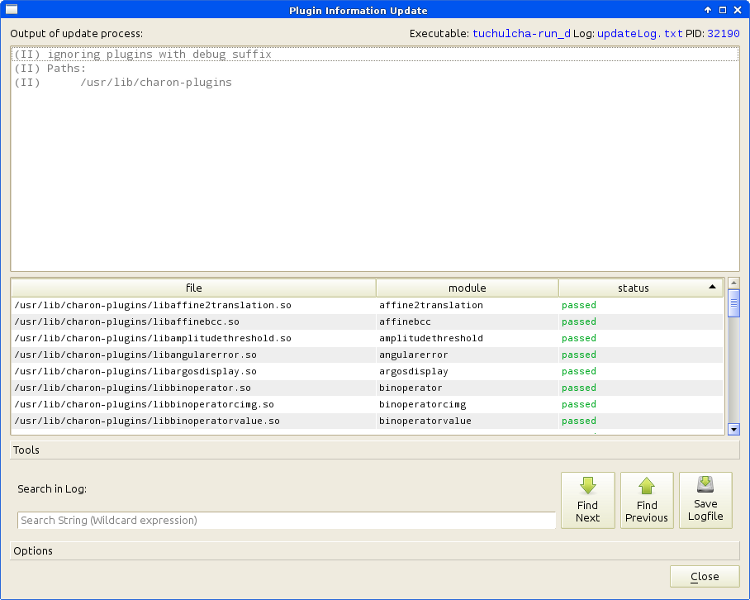 Plugin Information Update
Output of update process: Executable: tuchulcha-run_d Log: updateLog.txt PID: 32190
(II) ignoring plugins with debug suffix
(II) Paths:
(II) /usr/lib/charon-plugins
file module status
/usr/lib/charon-plugins/libaffine2translation.so affine2translation passed
/usr/lib/charon-plugins/libaffinebcc.so affinebcc passed
/usr/lib/charon-plugins/libamplitudethreshold.so amplitudethreshold passed
/usr/lib/charon-plugins/libangularerror.so angularerror passed
/usr/lib/charon-plugins/libargosdisplay.so argosdisplay passed
/usr/lib/charon-plugins/libbinoperator.so binoperator passed
/usr/lib/charon-plugins/libbinoperatorcimg.so binoperatorcimg passed
/usr/lib/charon-plugins/libbinoperatorvalue.so binoperatorvalue passed
Tools
Search in Log:
Search String (Wildcard expression)
Find Next
Find Previous
Save Logfile
Options
Close